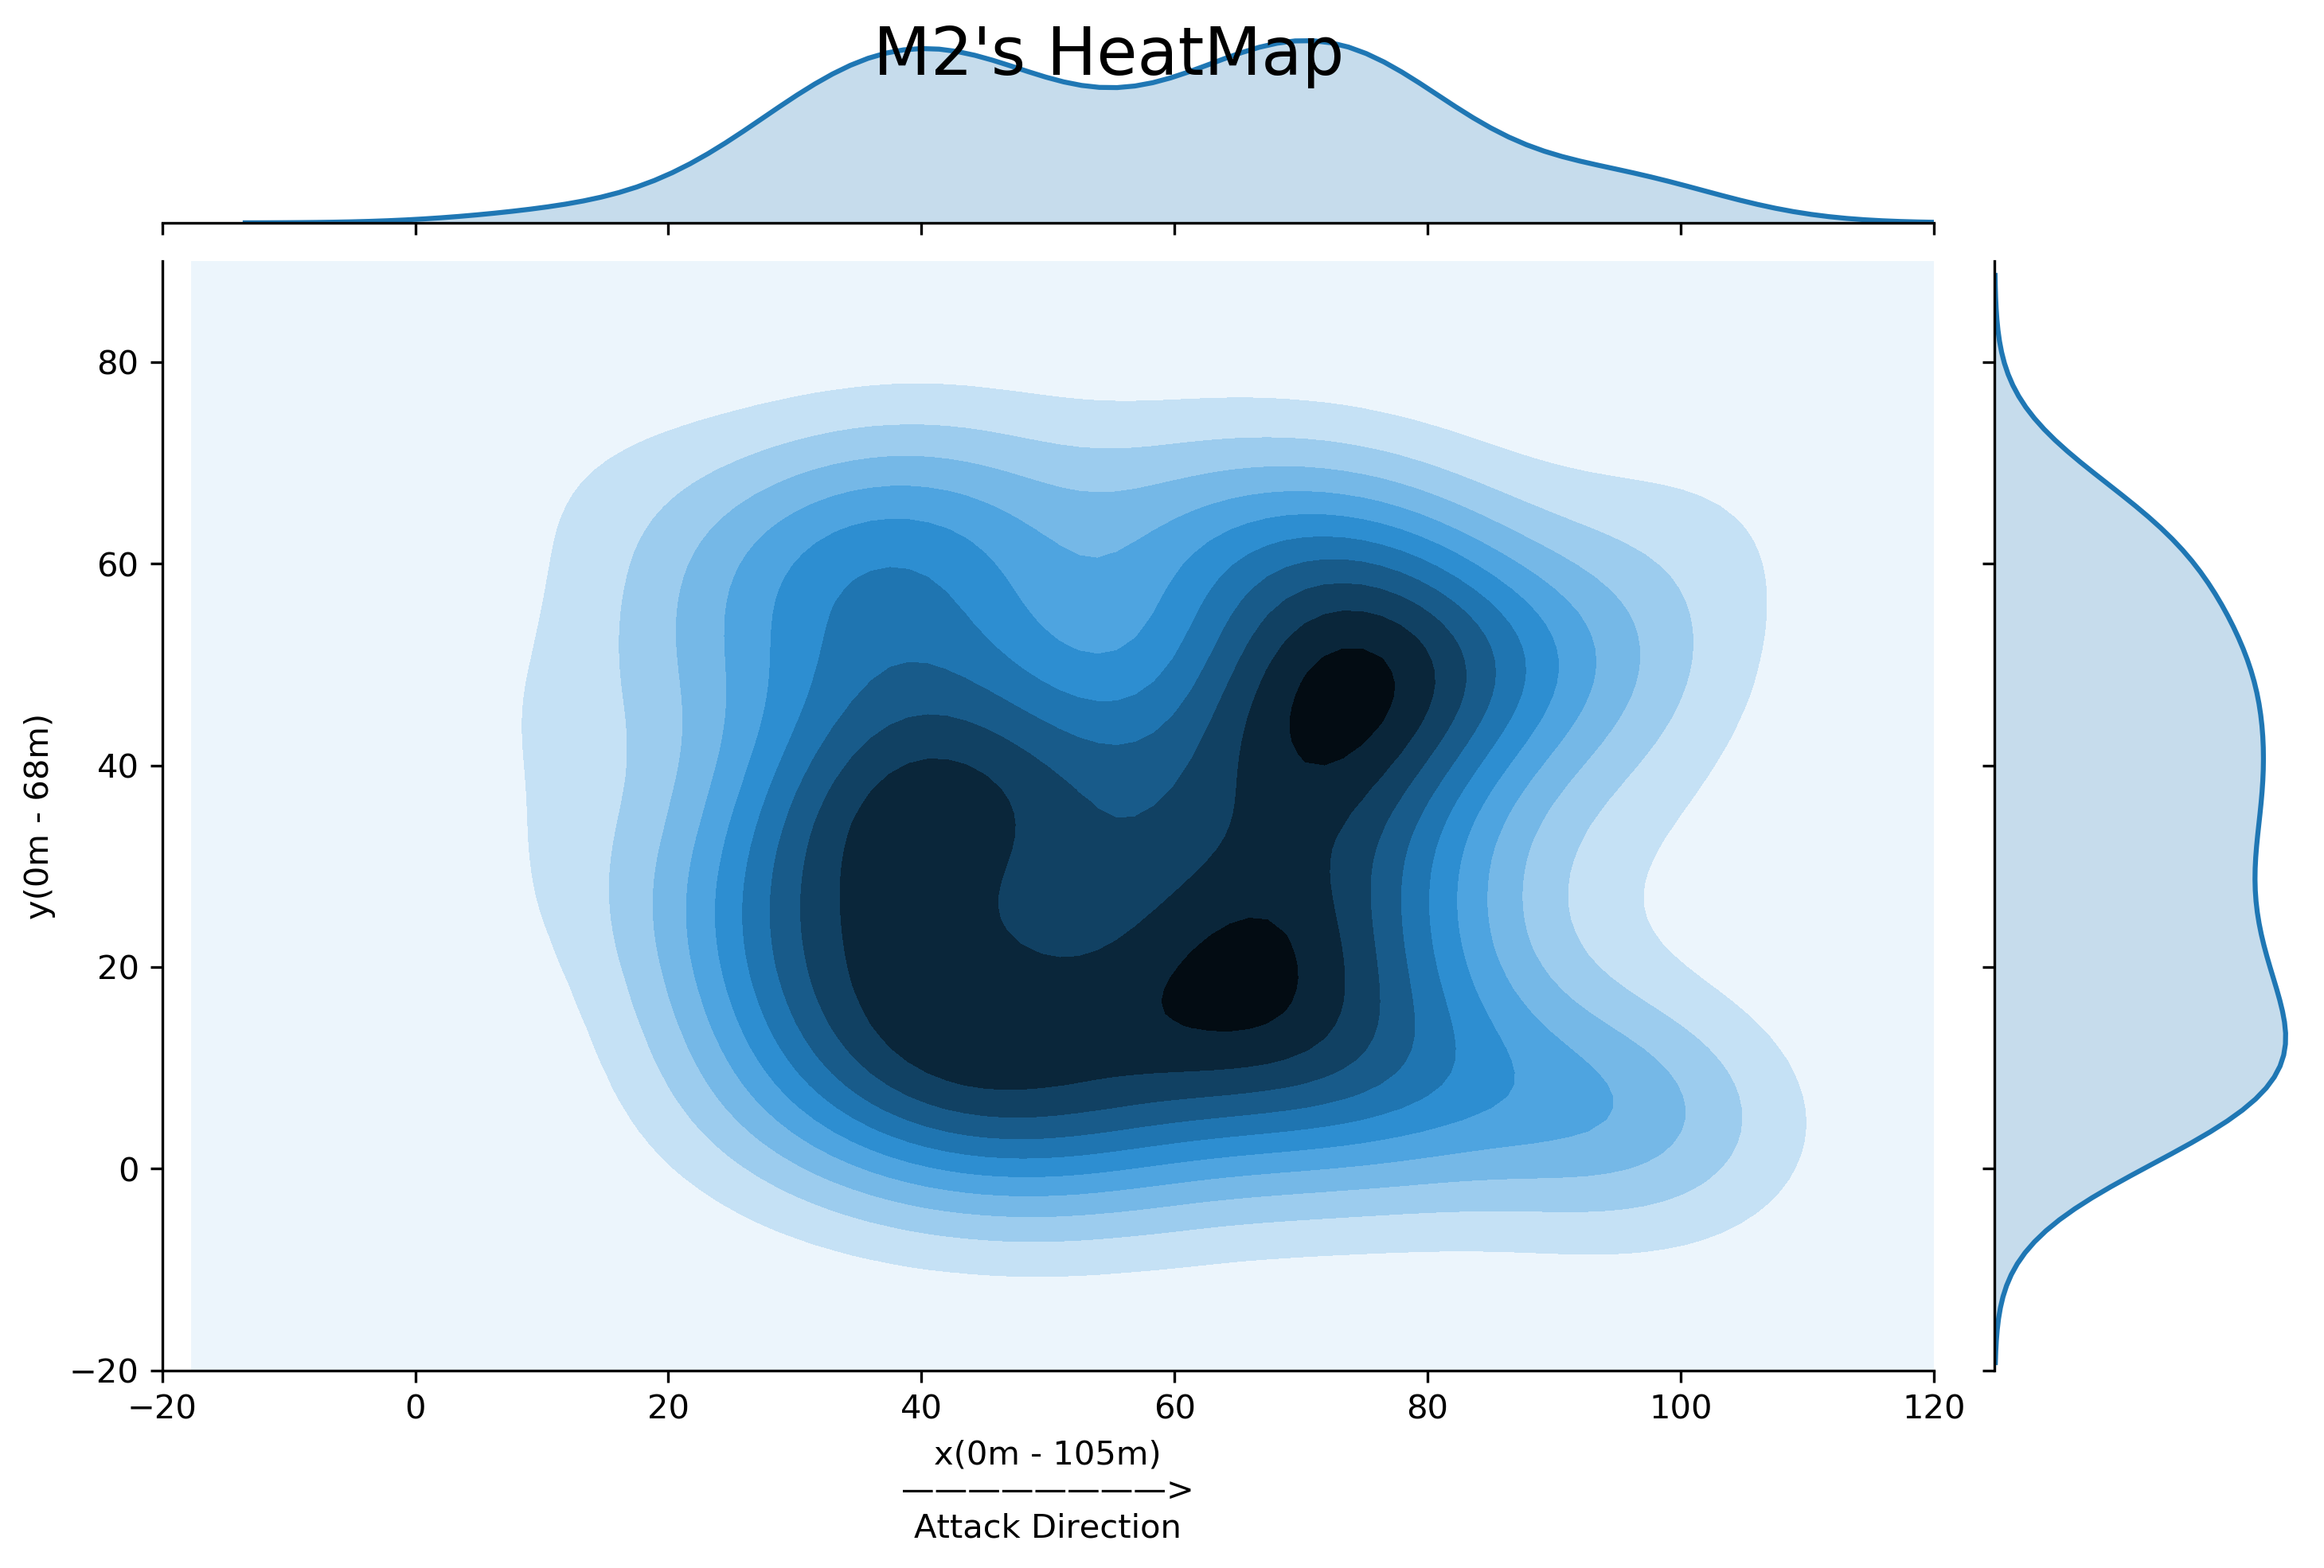 M2's HeatMap
80
60
40
20
0
−20
y(0m - 68m)
−20 0 20 40 60 80 100 120
x(0m - 105m)
————————>
Attack Direction